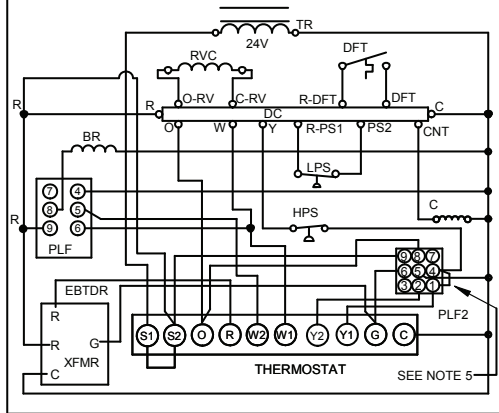 TR
24V
RVC
DFT
O-RV
C-RV
R-DFT
DFT
R
R
DC
C
O
W
Y
R-PS1
PS2
CNT
BR
LPS
C
HPS
7 4
8 5
9 6
PLF
R
9 8 7
6 5 4
3 2 1
PLF2
EBTDR
R
R
G
XFMR
C
S1 S2 O R W2 W1 Y2 Y1 G C
THERMOSTAT
SEE NOTE 5